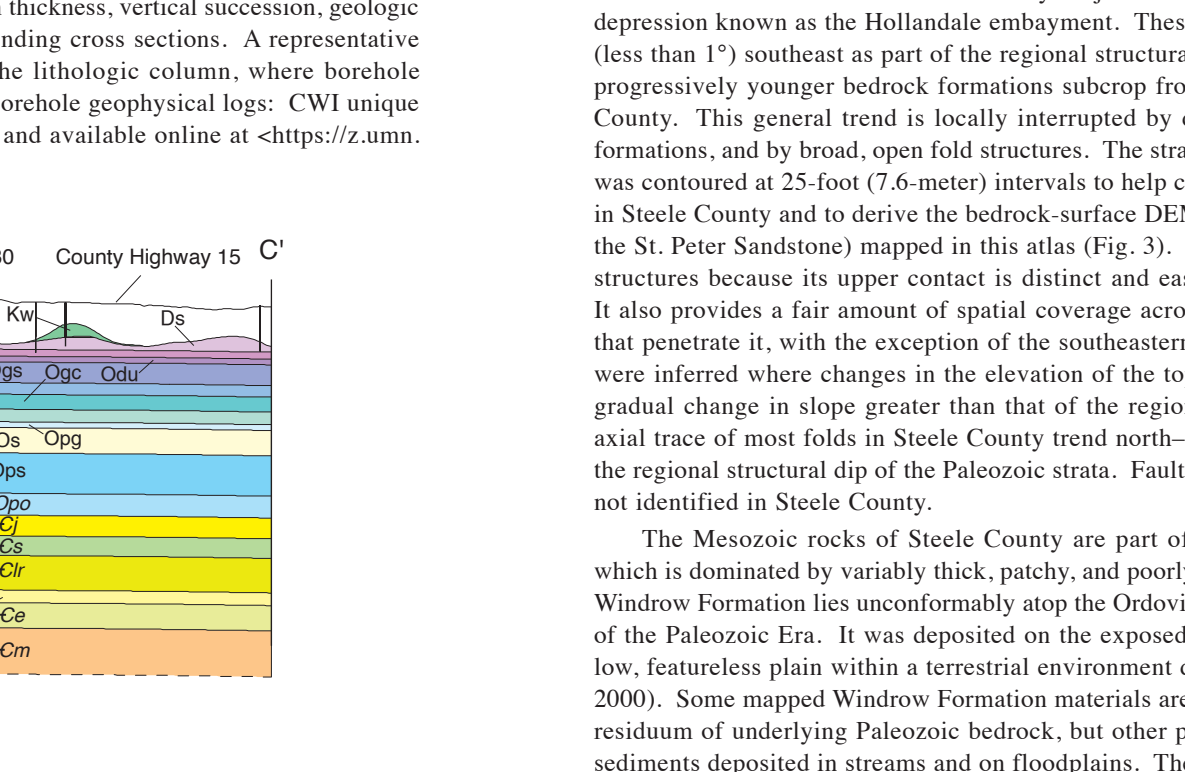 thickness, vertical succession, geologic
nding cross sections.  A representative
he lithologic column, where borehole
orehole geophysical logs:  CWI unique
and available online at <https://z.umn.
30
County Highway 15
C'
Kw
Ds
gs
Ogc
Odu
Os
Opg
Ops
Opo
Ꞓj
Ꞓs
Ꞓlr
Ꞓe
Ꞓm
depression known as the Hollandale embayment.  Thes
(less than 1°) southeast as part of the regional structura
progressively younger bedrock formations subcrop fro
County.  This general trend is locally interrupted by
formations, and by broad, open fold structures.  The stra
was contoured at 25-foot (7.6-meter) intervals to help c
in Steele County and to derive the bedrock-surface DEM
the St. Peter Sandstone) mapped in this atlas (Fig. 3).
structures because its upper contact is distinct and eas
It also provides a fair amount of spatial coverage acro
that penetrate it, with the exception of the southeastern
were inferred where changes in the elevation of the to
gradual change in slope greater than that of the region
axial trace of most folds in Steele County trend north–
the regional structural dip of the Paleozoic strata.  Fault
not identified in Steele County.
The Mesozoic rocks of Steele County are part of
which is dominated by variably thick, patchy, and poorly
Windrow Formation lies unconformably atop the Ordovi
of the Paleozoic Era.  It was deposited on the exposed
low, featureless plain within a terrestrial environment
2000).  Some mapped Windrow Formation materials are
residuum of underlying Paleozoic bedrock, but other p
sediments deposited in streams and on floodplains.  The